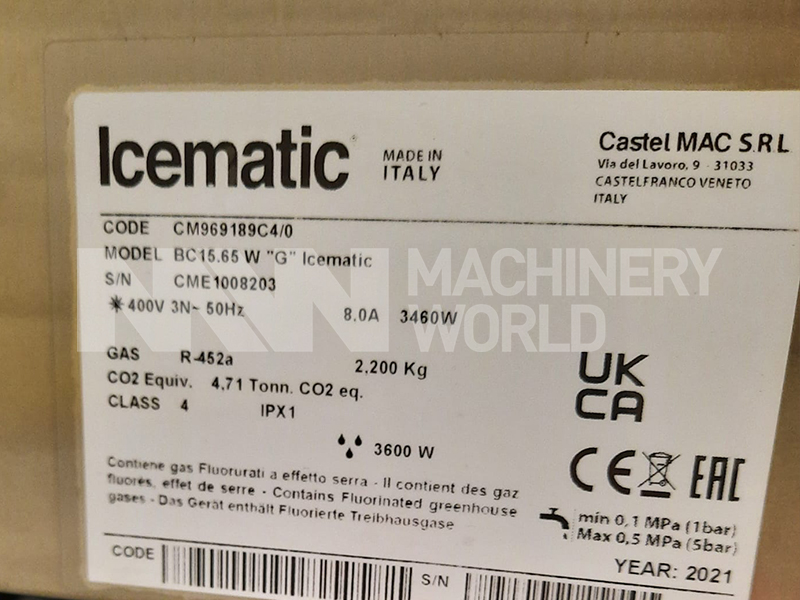 Icematic
MADE IN
ITALY
Castel MAC S.R.L
Via del Lavoro, 9 - 31033
CASTELFRANCO VENETO
ITALY
CODE CM969189C4/0
MODEL BC15.65 W "G" Icematic
S/N CME1008203
400V 3N~ 50Hz 8.0A 3460W
MACHINERY
WORLD
GAS R-452a 2,200 Kg
CO2 Equiv. 4,71 Tonn. CO2 eq.
CLASS 4 IPX1
UK
CA
3600 W
Contiene gas Fluorurati a effetto serra - Il contient des gaz
fluorés, effet de serre - Contains Fluorinated greenhouse
gases - Das Gerät enthält Fluorierte Treibhausgase
CE EAC
min 0,1 MPa (1bar)
Max 0,5 MPa (5bar)
YEAR: 2021
CODE
S/N